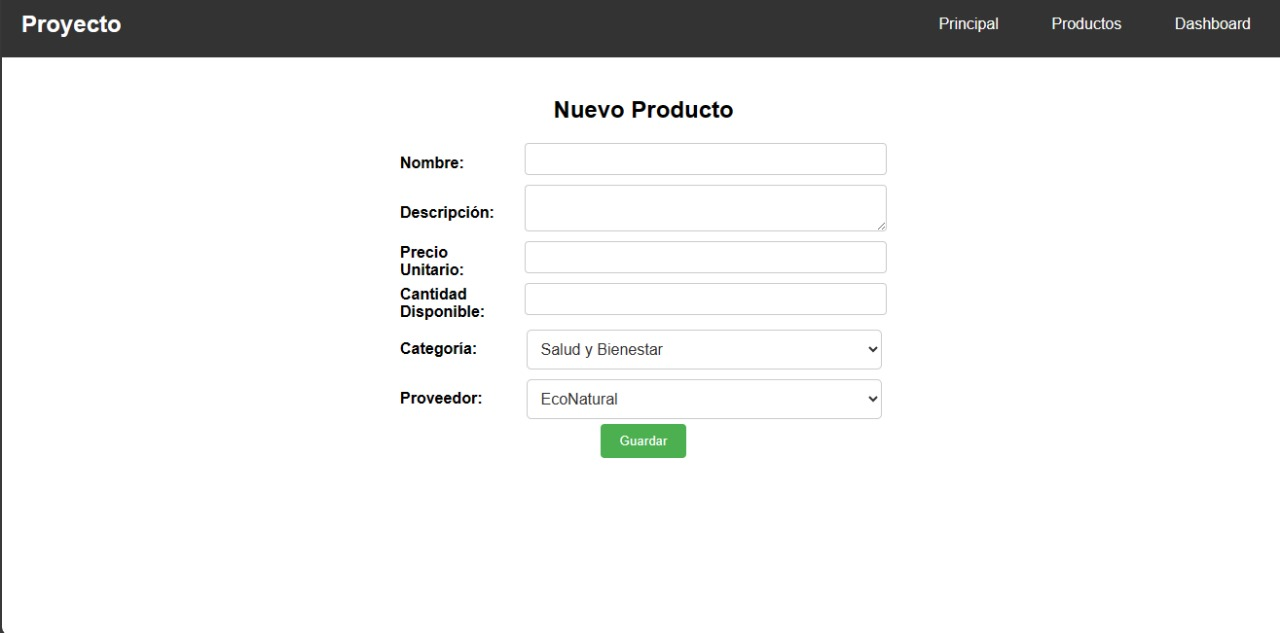 Proyecto
Principal
Productos
Dashboard
Nuevo Producto
Nombre:
Descripción:
Precio
Unitario:
Cantidad
Disponible:
Categoría:
Salud y Bienestar
Proveedor:
EcoNatural
Guardar